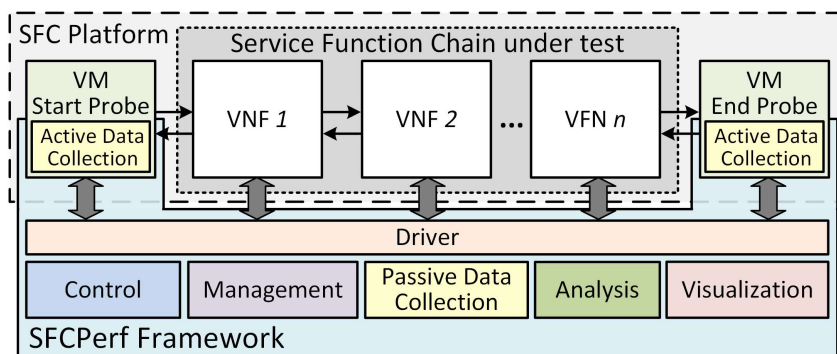 SFC Platform
Service Function Chain under test
VM
Start Probe
Active Data
Collection
VNF 1
VNF 2
...
VFN n
VM
End Probe
Active Data
Collection
Driver
Control
Management
Passive Data
Collection
Analysis
Visualization
SFCPerf Framework